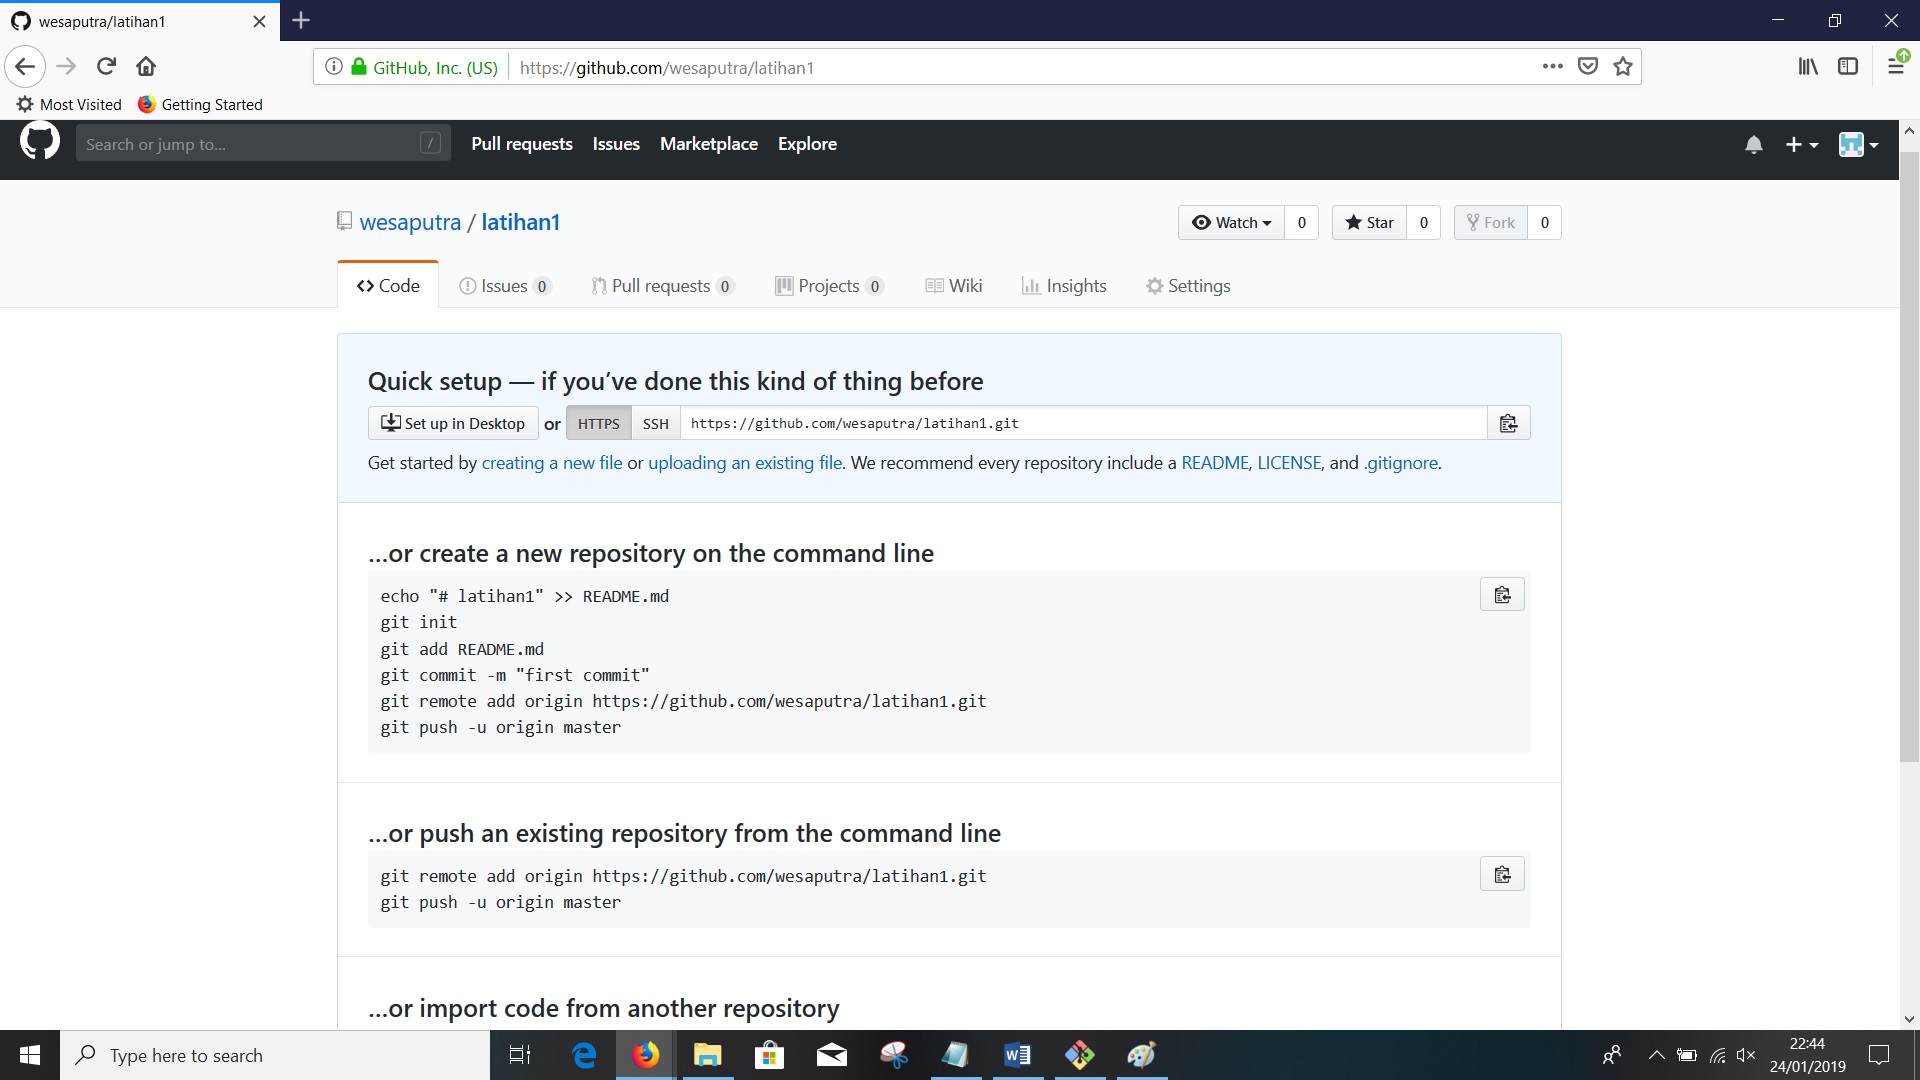 wesaputra/latihan1
GitHub, Inc. (US) https://github.com/wesaputra/latihan1
Most Visited Getting Started
Search or jump to... / Pull requests Issues Marketplace Explore
wesaputra / latihan1 Watch 0 Star 0 Fork 0
Code Issues 0 Pull requests 0 Projects 0 Wiki Insights Settings
Quick setup — if you’ve done this kind of thing before
Set up in Desktop or HTTPS SSH https://github.com/wesaputra/latihan1.git
Get started by creating a new file or uploading an existing file. We recommend every repository include a README, LICENSE, and .gitignore.
…or create a new repository on the command line
echo "# latihan1" >> README.md
git init
git add README.md
git commit -m "first commit"
git remote add origin https://github.com/wesaputra/latihan1.git
git push -u origin master
…or push an existing repository from the command line
git remote add origin https://github.com/wesaputra/latihan1.git
git push -u origin master
…or import code from another repository
Type here to search
22:44
24/01/2019